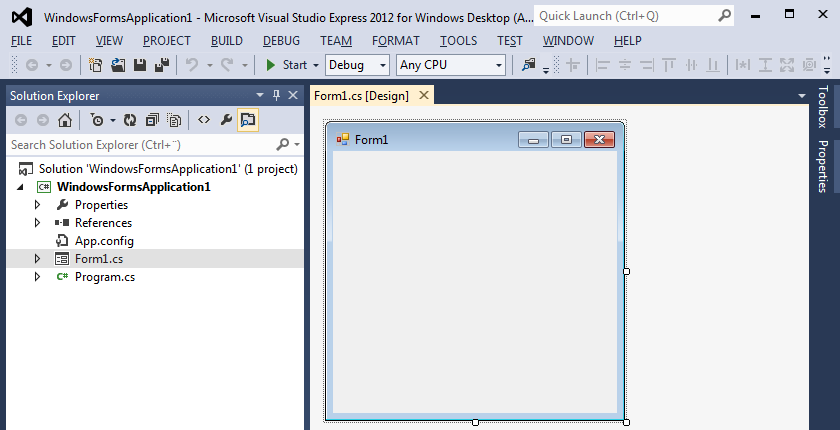 WindowsFormsApplication1 - Microsoft Visual Studio Express 2012 for Windows Desktop (A...
Quick Launch (Ctrl+Q)
FILE EDIT VIEW PROJECT BUILD DEBUG TEAM FORMAT TOOLS TEST WINDOW HELP
Start Debug Any CPU
Solution Explorer
Form1.cs [Design]
Search Solution Explorer (Ctrl+¨)
Solution 'WindowsFormsApplication1' (1 project)
C# WindowsFormsApplication1
Properties
References
App.config
Form1.cs
C# Program.cs
Form1
Toolbox
Properties